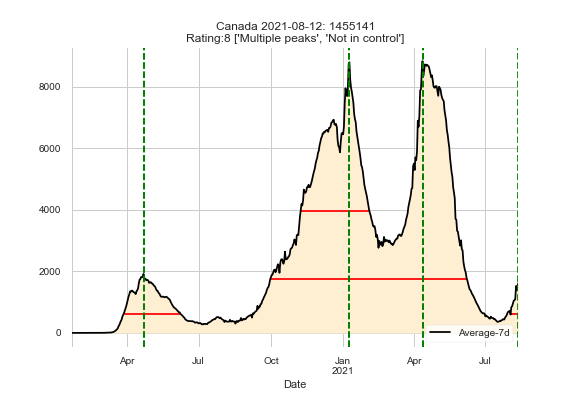 Canada 2021-08-12: 1455141
Rating:8 ['Multiple peaks', 'Not in control']
8000
6000
4000
2000
0
Average-7d
Apr
Jul
Oct
Jan
2021
Apr
Jul
Date